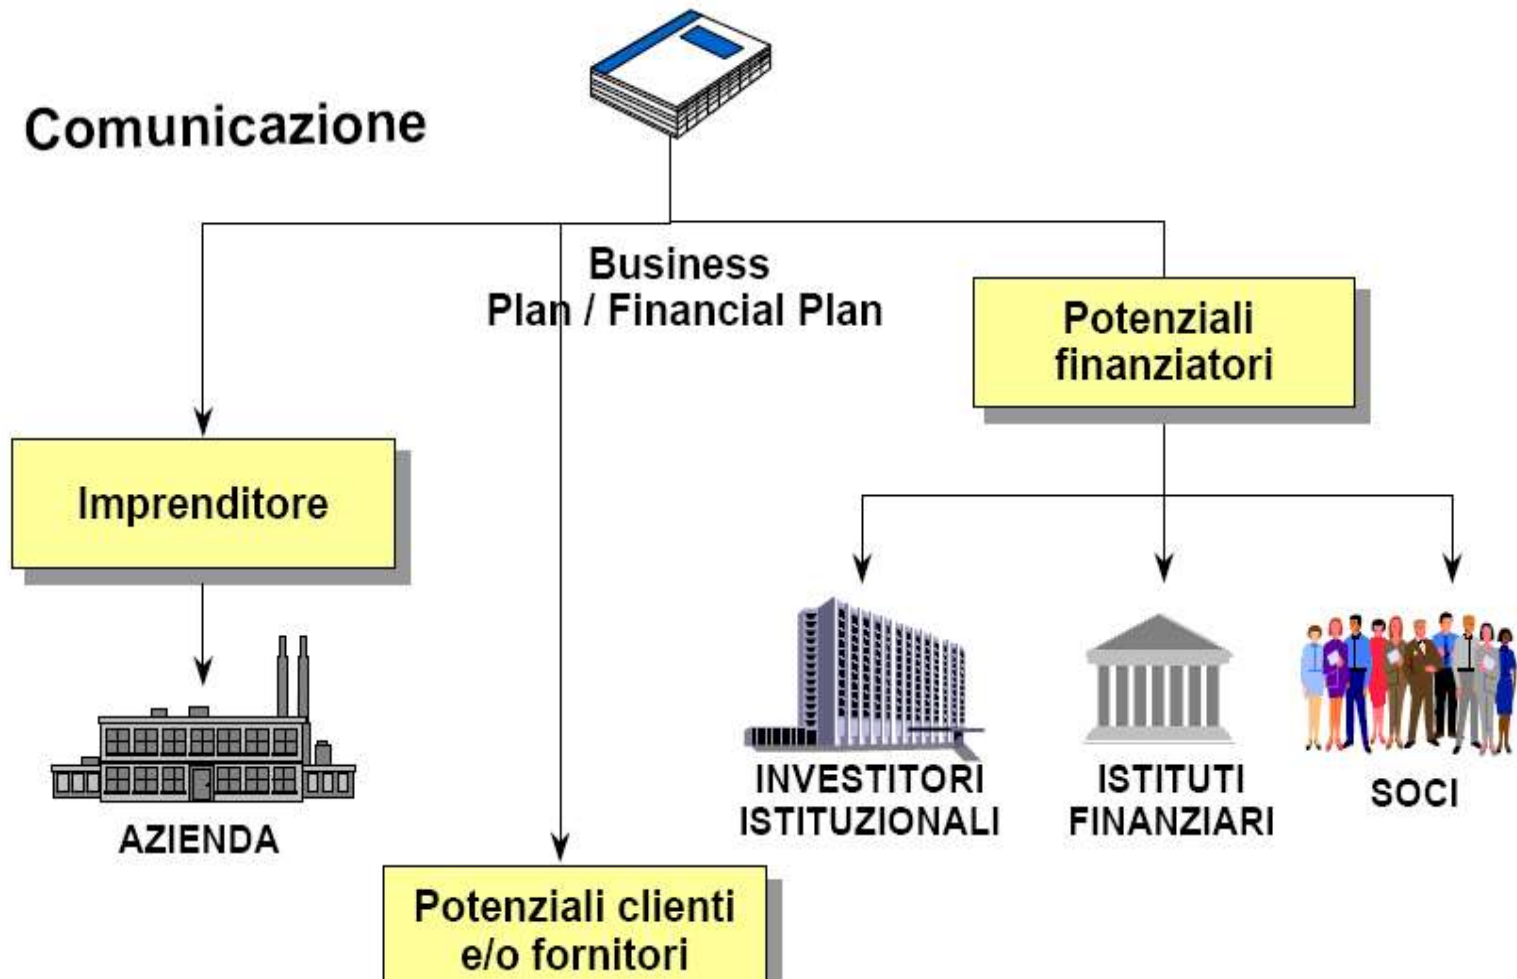 Comunicazione
Business
Plan / Financial Plan
Potenziali
finanziatori
Imprenditore
AZIENDA
INVESTITORI
ISTITUZIONALI
ISTITUTI
FINANZIARI
SOCI
Potenziali clienti
e/o fornitori